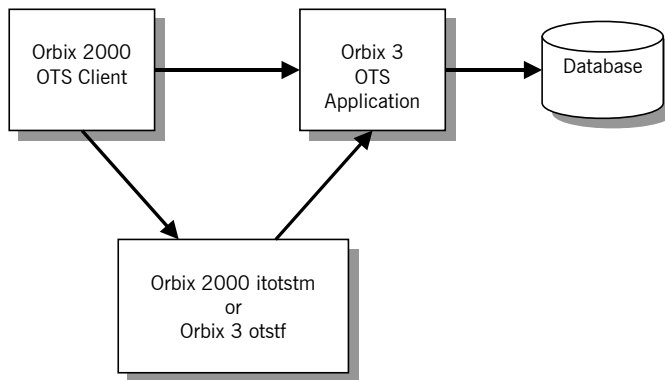 Orbix 2000
OTS Client
Orbix 3
OTS
Application
Database
Orbix 2000 itotstm
or
Orbix 3 otstf